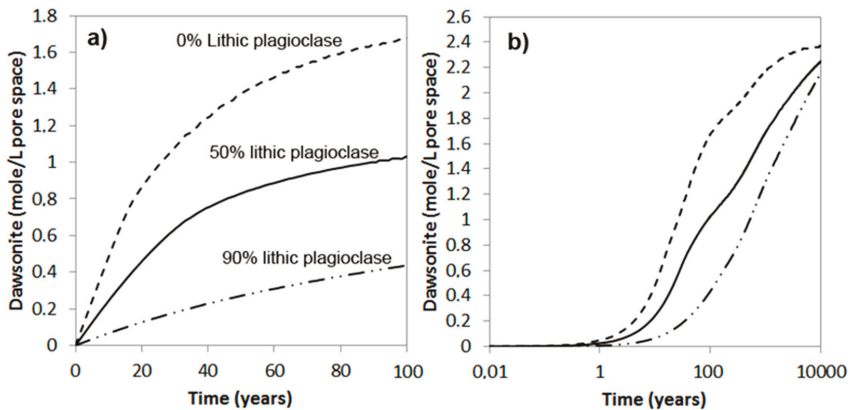 a)
Dawsonite (mole/L pore space)
1.8
1.6
1.4
1.2
1
0.8
0.6
0.4
0.2
0
0% Lithic plagioclase
50% lithic plagioclase
90% lithic plagioclase
0 20 40 60 80 100
Time (years)
b)
Dawsonite (mole/L pore space)
2.6
2.4
2.2
2
1.8
1.6
1.4
1.2
1
0.8
0.6
0.4
0.2
0
0,01 1 100 10000
Time (years)